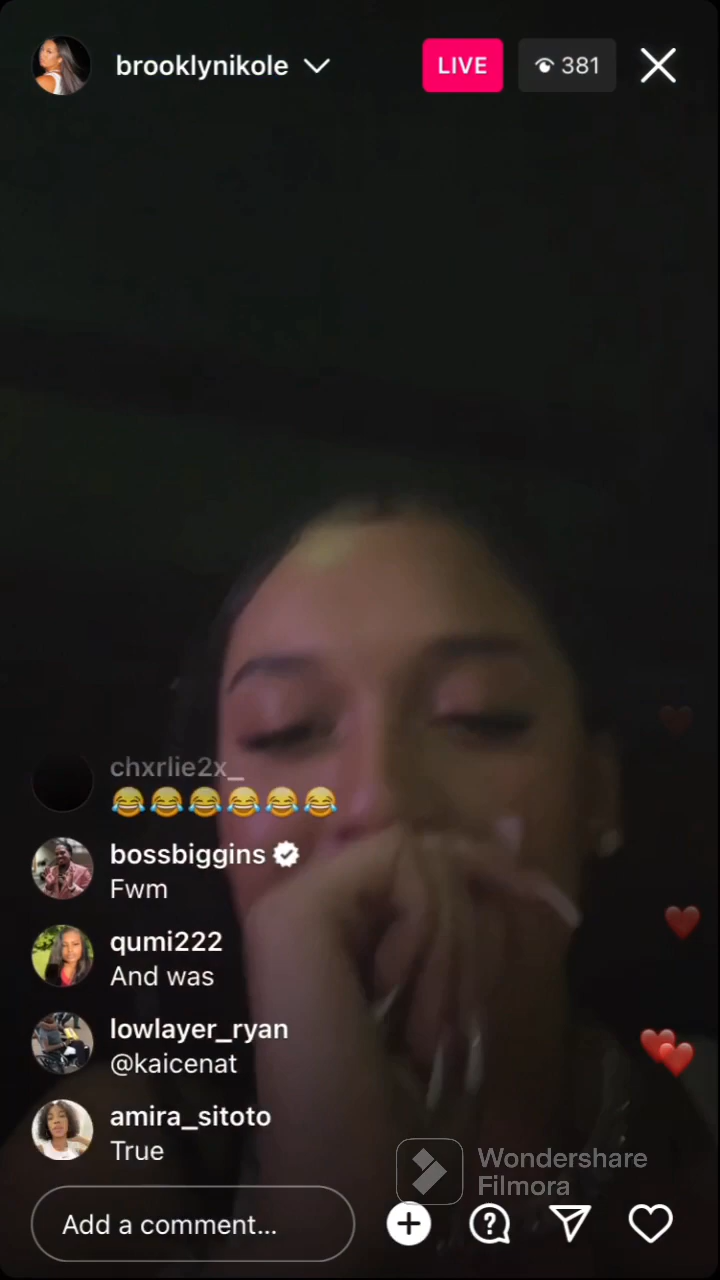 brooklynikole
LIVE
381
chxrlie2x_
😂😂😂😂😂😂
bossbiggins
Fwm
qumi222
And was
lowlayer_ryan
@kaicenat
amira_sitoto
True
Wondershare
Filmora
Add a comment...